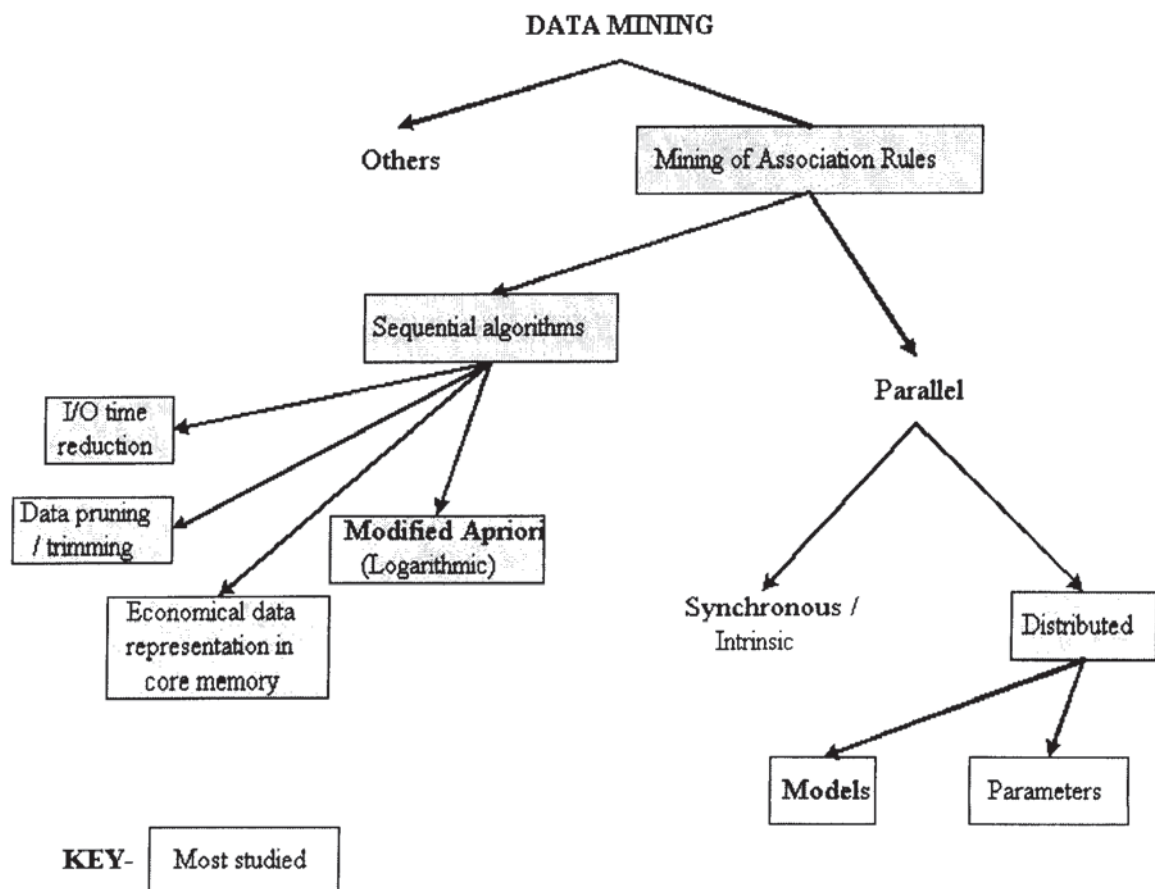 DATA MINING
Others
Mining of Association Rules
Sequential algorithms
Parallel
I/O time
reduction
Data pruning
/ trimming
Modified Apriori
(Logarithmic)
Economical data
representation in
core memory
Synchronous /
Intrinsic
Distributed
Models
Parameters
KEY- Most studied